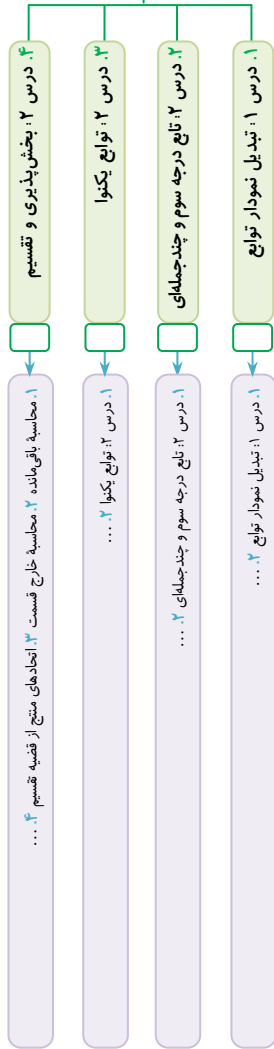 ۱. درس ۱: تبدیل نمودار توابع
۱. درس ۱: تبدیل نمودار توابع ۲. ...
۲. درس ۲: تابع درجه سوم و چندجمله‌ای
۱. درس ۲: تابع درجه سوم و چندجمله‌ای ۲. ...
۳. درس ۲: توابع یکنوا
۱. درس ۲: توابع یکنوا ۲. ...
۴. درس ۲: بخش‌پذیری و تقسیم
۱. محاسبهٔ باقی‌مانده ۲. محاسبهٔ خارج قسمت ۳. اتحادهای منتج از قضیه تقسیم ۴. ...